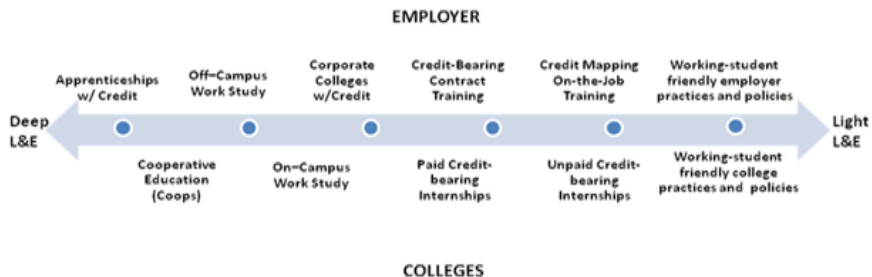 EMPLOYER
Apprenticeships
w/ Credit
Off–Campus
Work Study
Corporate
Colleges
w/Credit
Credit-Bearing
Contract
Training
Credit Mapping
On-the-Job
Training
Working-student
friendly employer
practices and policies
Deep
L&E
Light
L&E
Cooperative
Education
(Coops)
On–Campus
Work Study
Paid Credit-
bearing
Internships
Unpaid Credit-
bearing
Internships
Working-student
friendly college
practices and policies
COLLEGES